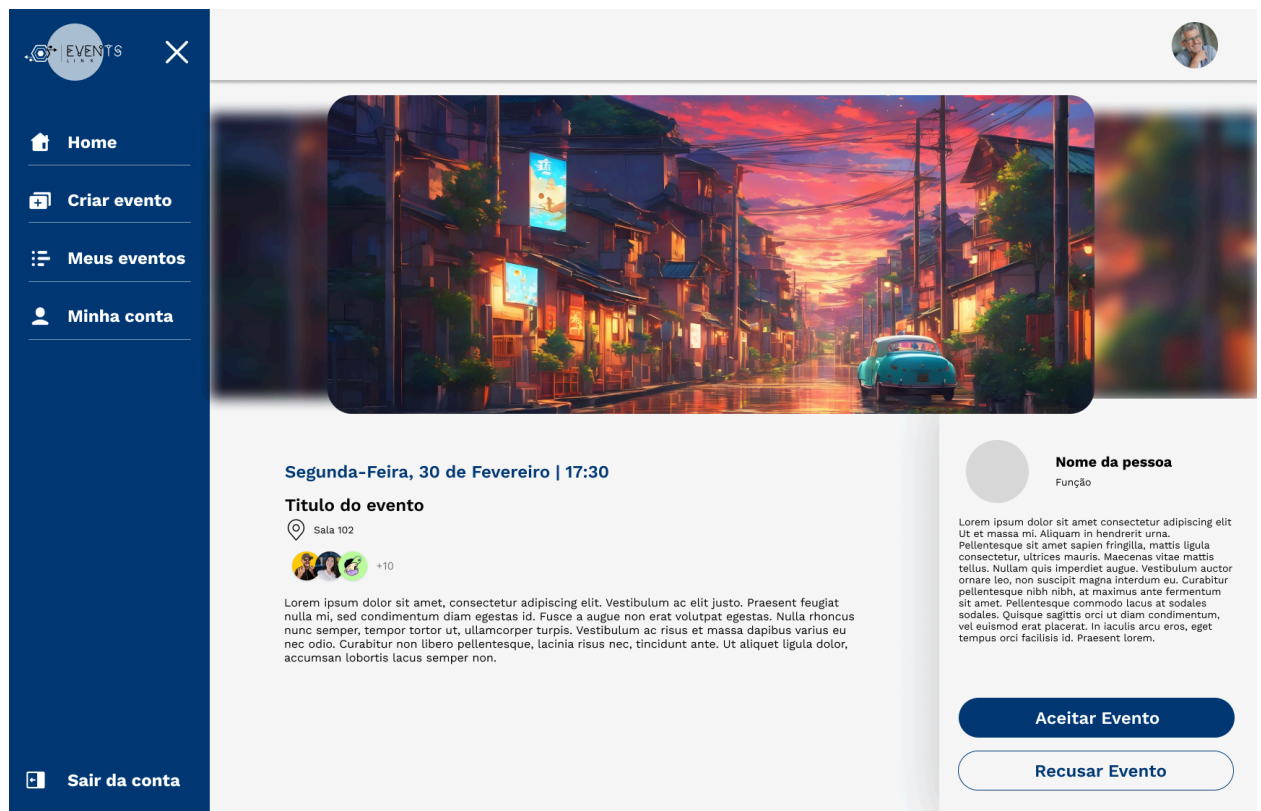 EVENTS
LINK
Home
Criar evento
Meus eventos
Minha conta
Sair da conta
Segunda-Feira, 30 de Fevereiro | 17:30
Titulo do evento
Sala 102
+10
Lorem ipsum dolor sit amet, consectetur adipiscing elit. Vestibulum ac elit justo. Praesent feugiat
nulla mi, sed condimentum diam egestas id. Fusce a augue non erat volutpat egestas. Nulla rhoncus
nunc semper, tempor tortor ut, ullamcorper turpis. Vestibulum ac risus et massa dapibus varius eu
nec odio. Curabitur non libero pellentesque, lacinia risus nec, tincidunt ante. Ut aliquet ligula dolor,
accumsan lobortis lacus semper non.
Nome da pessoa
Função
Lorem ipsum dolor sit amet consectetur adipiscing elit
Ut et massa mi. Aliquam in hendrerit urna.
Pellentesque sit amet sapien fringilla, mattis ligula
consectetur, ultrices mauris. Maecenas vitae mattis
tellus. Nullam quis imperdiet augue. Vestibulum auctor
ornare leo, non suscipit magna interdum eu. Curabitur
pellentesque nibh nibh, at maximus ante fermentum
sit amet. Pellentesque commodo lacus at sodales
sodales. Quisque sagittis orci ut diam condimentum,
vel euismod erat placerat. In iaculis arcu eros, eget
tempus orci facilisis id. Praesent lorem.
Aceitar Evento
Recusar Evento